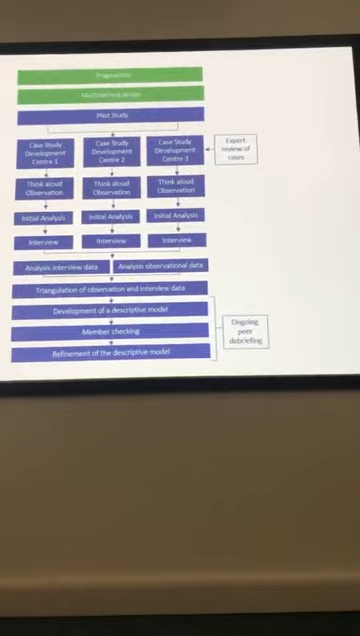 Pragmatism
Multi-method design
Pilot Study
Case Study
Development
Centre 1
Case Study
Development
Centre 2
Case Study
Development
Centre 3
Expert
review of
cases
Think aloud
Observation
Think aloud
Observation
Think aloud
Observation
Initial Analysis
Initial Analysis
Initial Analysis
Interview
Interview
Interview
Analysis interview data
Analysis observational data
Triangulation of observation and interview data
Development of a descriptive model
Member checking
Refinement of the descriptive model
Ongoing
peer
debriefing